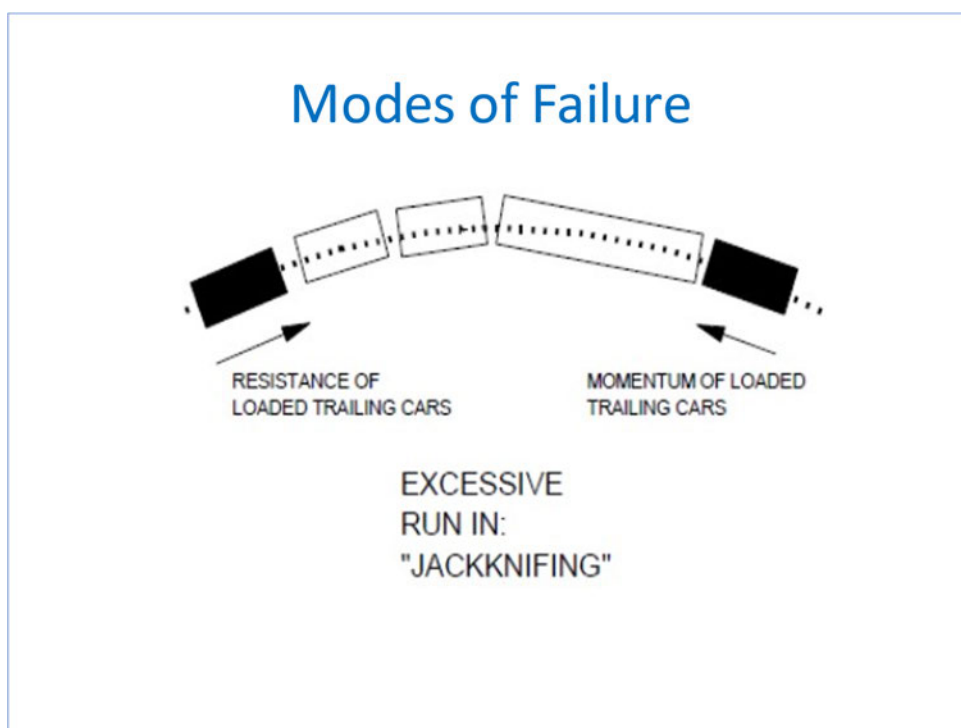 Modes of Failure
RESISTANCE OF
LOADED TRAILING CARS
MOMENTUM OF LOADED
TRAILING CARS
EXCESSIVE
RUN IN:
"JACKKNIFING"